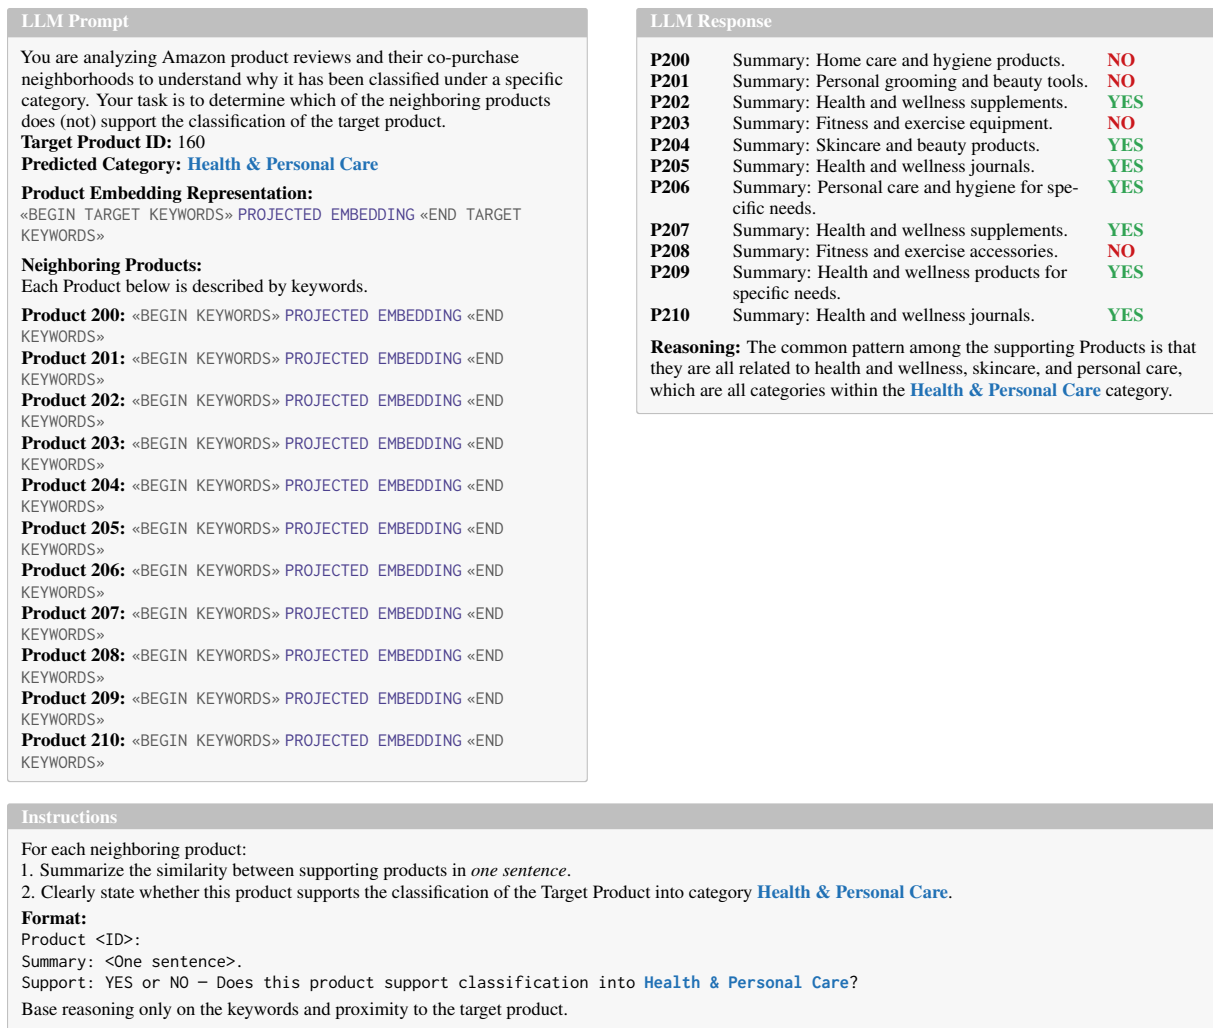 LLM Prompt
You are analyzing Amazon product reviews and their co-purchase
neighborhoods to understand why it has been classified under a specific
category. Your task is to determine which of the neighboring products
does (not) support the classification of the target product.
Target Product ID: 160
Predicted Category: Health & Personal Care
Product Embedding Representation:
«BEGIN TARGET KEYWORDS» PROJECTED EMBEDDING «END TARGET
KEYWORDS»
Neighboring Products:
Each Product below is described by keywords.
Product 200: «BEGIN KEYWORDS» PROJECTED EMBEDDING «END
KEYWORDS»
Product 201: «BEGIN KEYWORDS» PROJECTED EMBEDDING «END
KEYWORDS»
Product 202: «BEGIN KEYWORDS» PROJECTED EMBEDDING «END
KEYWORDS»
Product 203: «BEGIN KEYWORDS» PROJECTED EMBEDDING «END
KEYWORDS»
Product 204: «BEGIN KEYWORDS» PROJECTED EMBEDDING «END
KEYWORDS»
Product 205: «BEGIN KEYWORDS» PROJECTED EMBEDDING «END
KEYWORDS»
Product 206: «BEGIN KEYWORDS» PROJECTED EMBEDDING «END
KEYWORDS»
Product 207: «BEGIN KEYWORDS» PROJECTED EMBEDDING «END
KEYWORDS»
Product 208: «BEGIN KEYWORDS» PROJECTED EMBEDDING «END
KEYWORDS»
Product 209: «BEGIN KEYWORDS» PROJECTED EMBEDDING «END
KEYWORDS»
Product 210: «BEGIN KEYWORDS» PROJECTED EMBEDDING «END
KEYWORDS»
LLM Response
P200 Summary: Home care and hygiene products. NO
P201 Summary: Personal grooming and beauty tools. NO
P202 Summary: Health and wellness supplements. YES
P203 Summary: Fitness and exercise equipment. NO
P204 Summary: Skincare and beauty products. YES
P205 Summary: Health and wellness journals. YES
P206 Summary: Personal care and hygiene for spe- YES
cific needs.
P207 Summary: Health and wellness supplements. YES
P208 Summary: Fitness and exercise accessories. NO
P209 Summary: Health and wellness products for YES
specific needs.
P210 Summary: Health and wellness journals. YES
Reasoning: The common pattern among the supporting Products is that
they are all related to health and wellness, skincare, and personal care,
which are all categories within the Health & Personal Care category.
Instructions
For each neighboring product:
1. Summarize the similarity between supporting products in one sentence.
2. Clearly state whether this product supports the classification of the Target Product into category Health & Personal Care.
Format:
Product <ID>:
Summary: <One sentence>.
Support: YES or NO — Does this product support classification into Health & Personal Care?
Base reasoning only on the keywords and proximity to the target product.